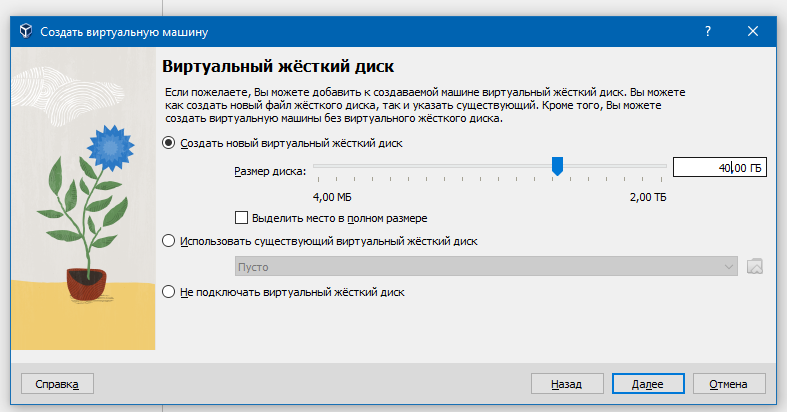 Создать виртуальную машину
?
Виртуальный жёсткий диск
Если пожелаете, Вы можете добавить к создаваемой машине виртуальный жёсткий диск. Вы можете
как создать новый файл жёсткого диска, так и указать существующий. Кроме того, Вы можете
создать виртуальную машины без виртуального жёсткого диска.
Создать новый виртуальный жёсткий диск
Размер диска:
40,00 ГБ
4,00 МБ
2,00 ТБ
Выделить место в полном размере
Использовать существующий виртуальный жёсткий диск
Пусто
Не подключать виртуальный жёсткий диск
Справка
Назад
Далее
Отмена